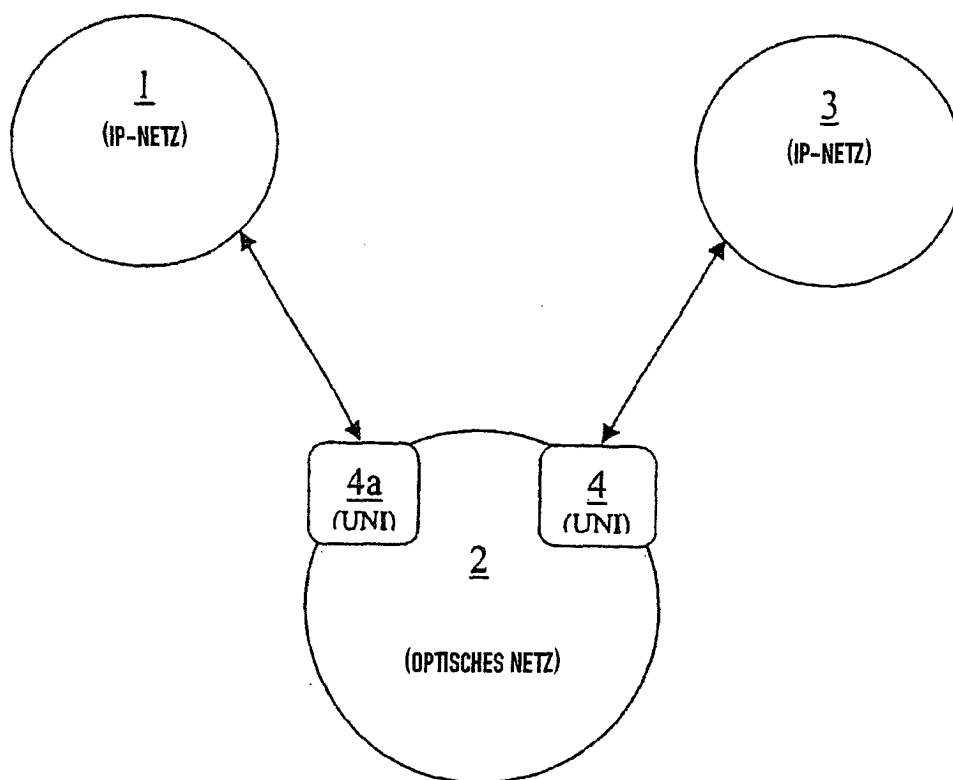 1
(IP-NETZ)
3
(IP-NETZ)
4a
(UNI)
4
(UNI)
2
(OPTISCHES NETZ)